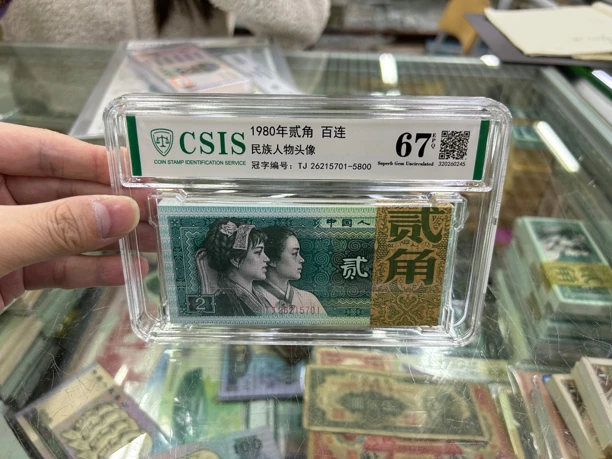 CSIS
COIN STAMP IDENTIFICATION SERVICE
1980年贰角 百连
民族人物头像
冠字编号: TJ 26215701-5800
67 EPQ
Superb Gem Uncirculated
320260245
中国人
贰
贰角
2
TJ26215701